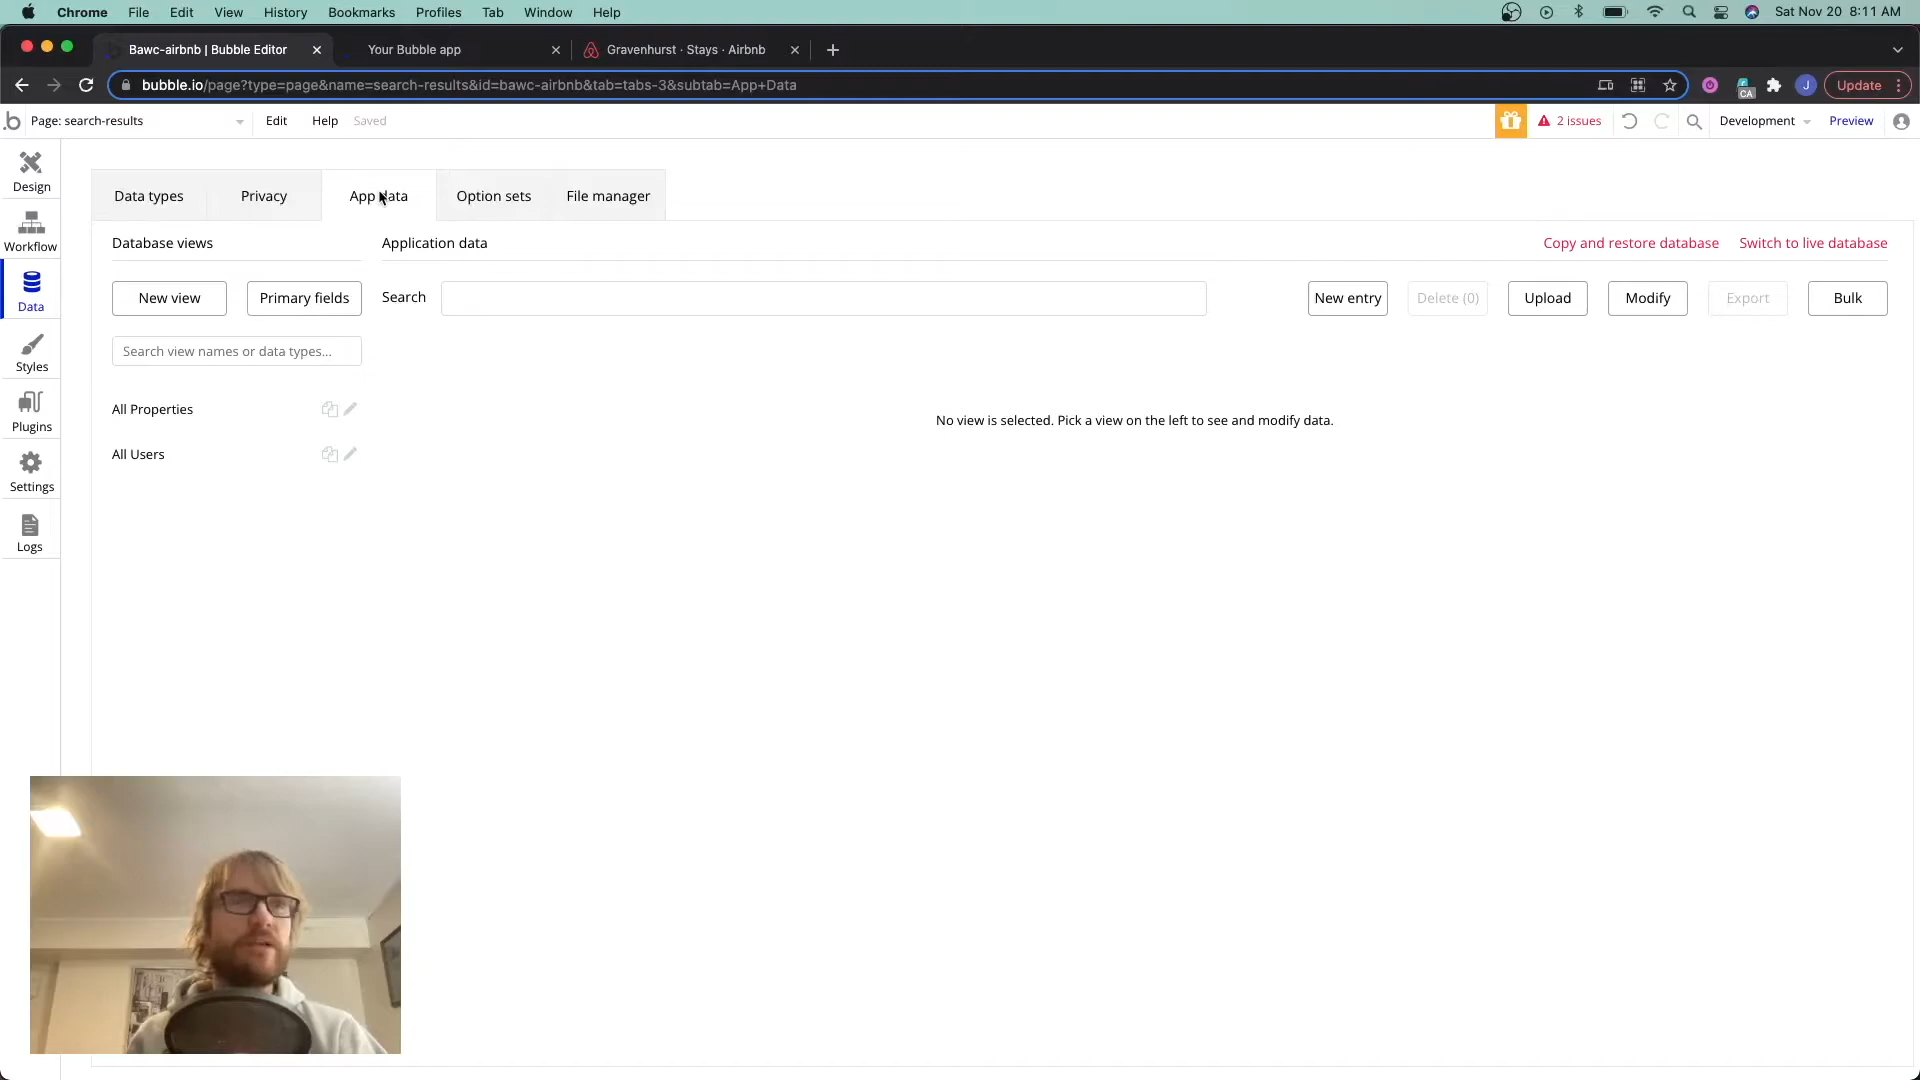 Chrome File Edit View History Bookmarks Profiles Tab Window Help Sat Nov 20 8:11 AM
Bawc-airbnb | Bubble Editor Your Bubble app Gravenhurst · Stays · Airbnb
bubble.io/page?type=page&name=search-results&id=bawc-airbnb&tab=tabs-3&subtab=App+Data CA J Update
b Page: search-results Edit Help Saved 2 issues Development Preview
Design
Workflow
Data
Styles
Plugins
Settings
Logs
Data types Privacy App data Option sets File manager
Database views Application data Copy and restore database Switch to live database
New view Primary fields Search New entry Delete (0) Upload Modify Export Bulk
Search view names or data types...
All Properties
All Users
No view is selected. Pick a view on the left to see and modify data.